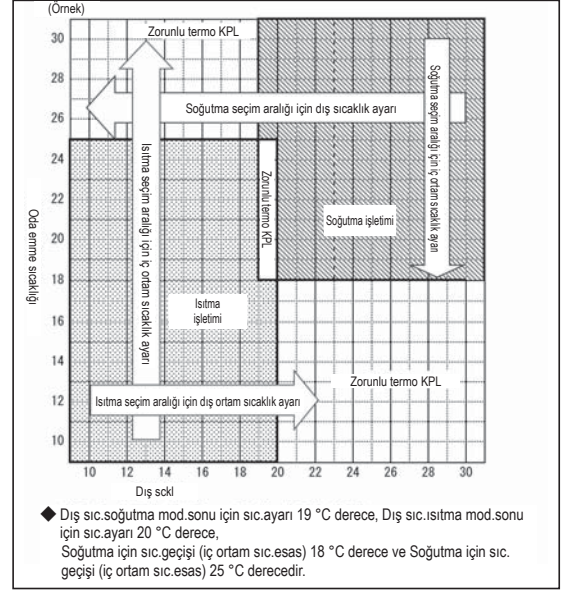 (Örnek)
Zorunlu termo KPL
Soğutma seçim aralığı için dış sıcaklık ayarı
Soğutma seçim aralığı için iç ortam sıcaklık ayarı
Isıtma seçim aralığı için iç ortam sıcaklık ayarı
Zorunlu termo KPL
Soğutma işletimi
Isıtma
işletimi
Zorunlu termo KPL
Isıtma seçim aralığı için dış ortam sıcaklık ayarı
Oda emme sıcaklığı
30
28
26
24
22
20
18
16
14
12
10
10 12 14 16 18 20 22 24 26 28 30
Dış sckl
◆ Dış sıc.soğutma mod.sonu için sıc.ayarı 19 °C derece, Dış sıc.ısıtma mod.sonu
için sıc.ayarı 20 °C derece,
Soğutma için sıc.geçişi (iç ortam sıc.esas) 18 °C derece ve Soğutma için sıc.
geçişi (iç ortam sıc.esas) 25 °C derecedir.